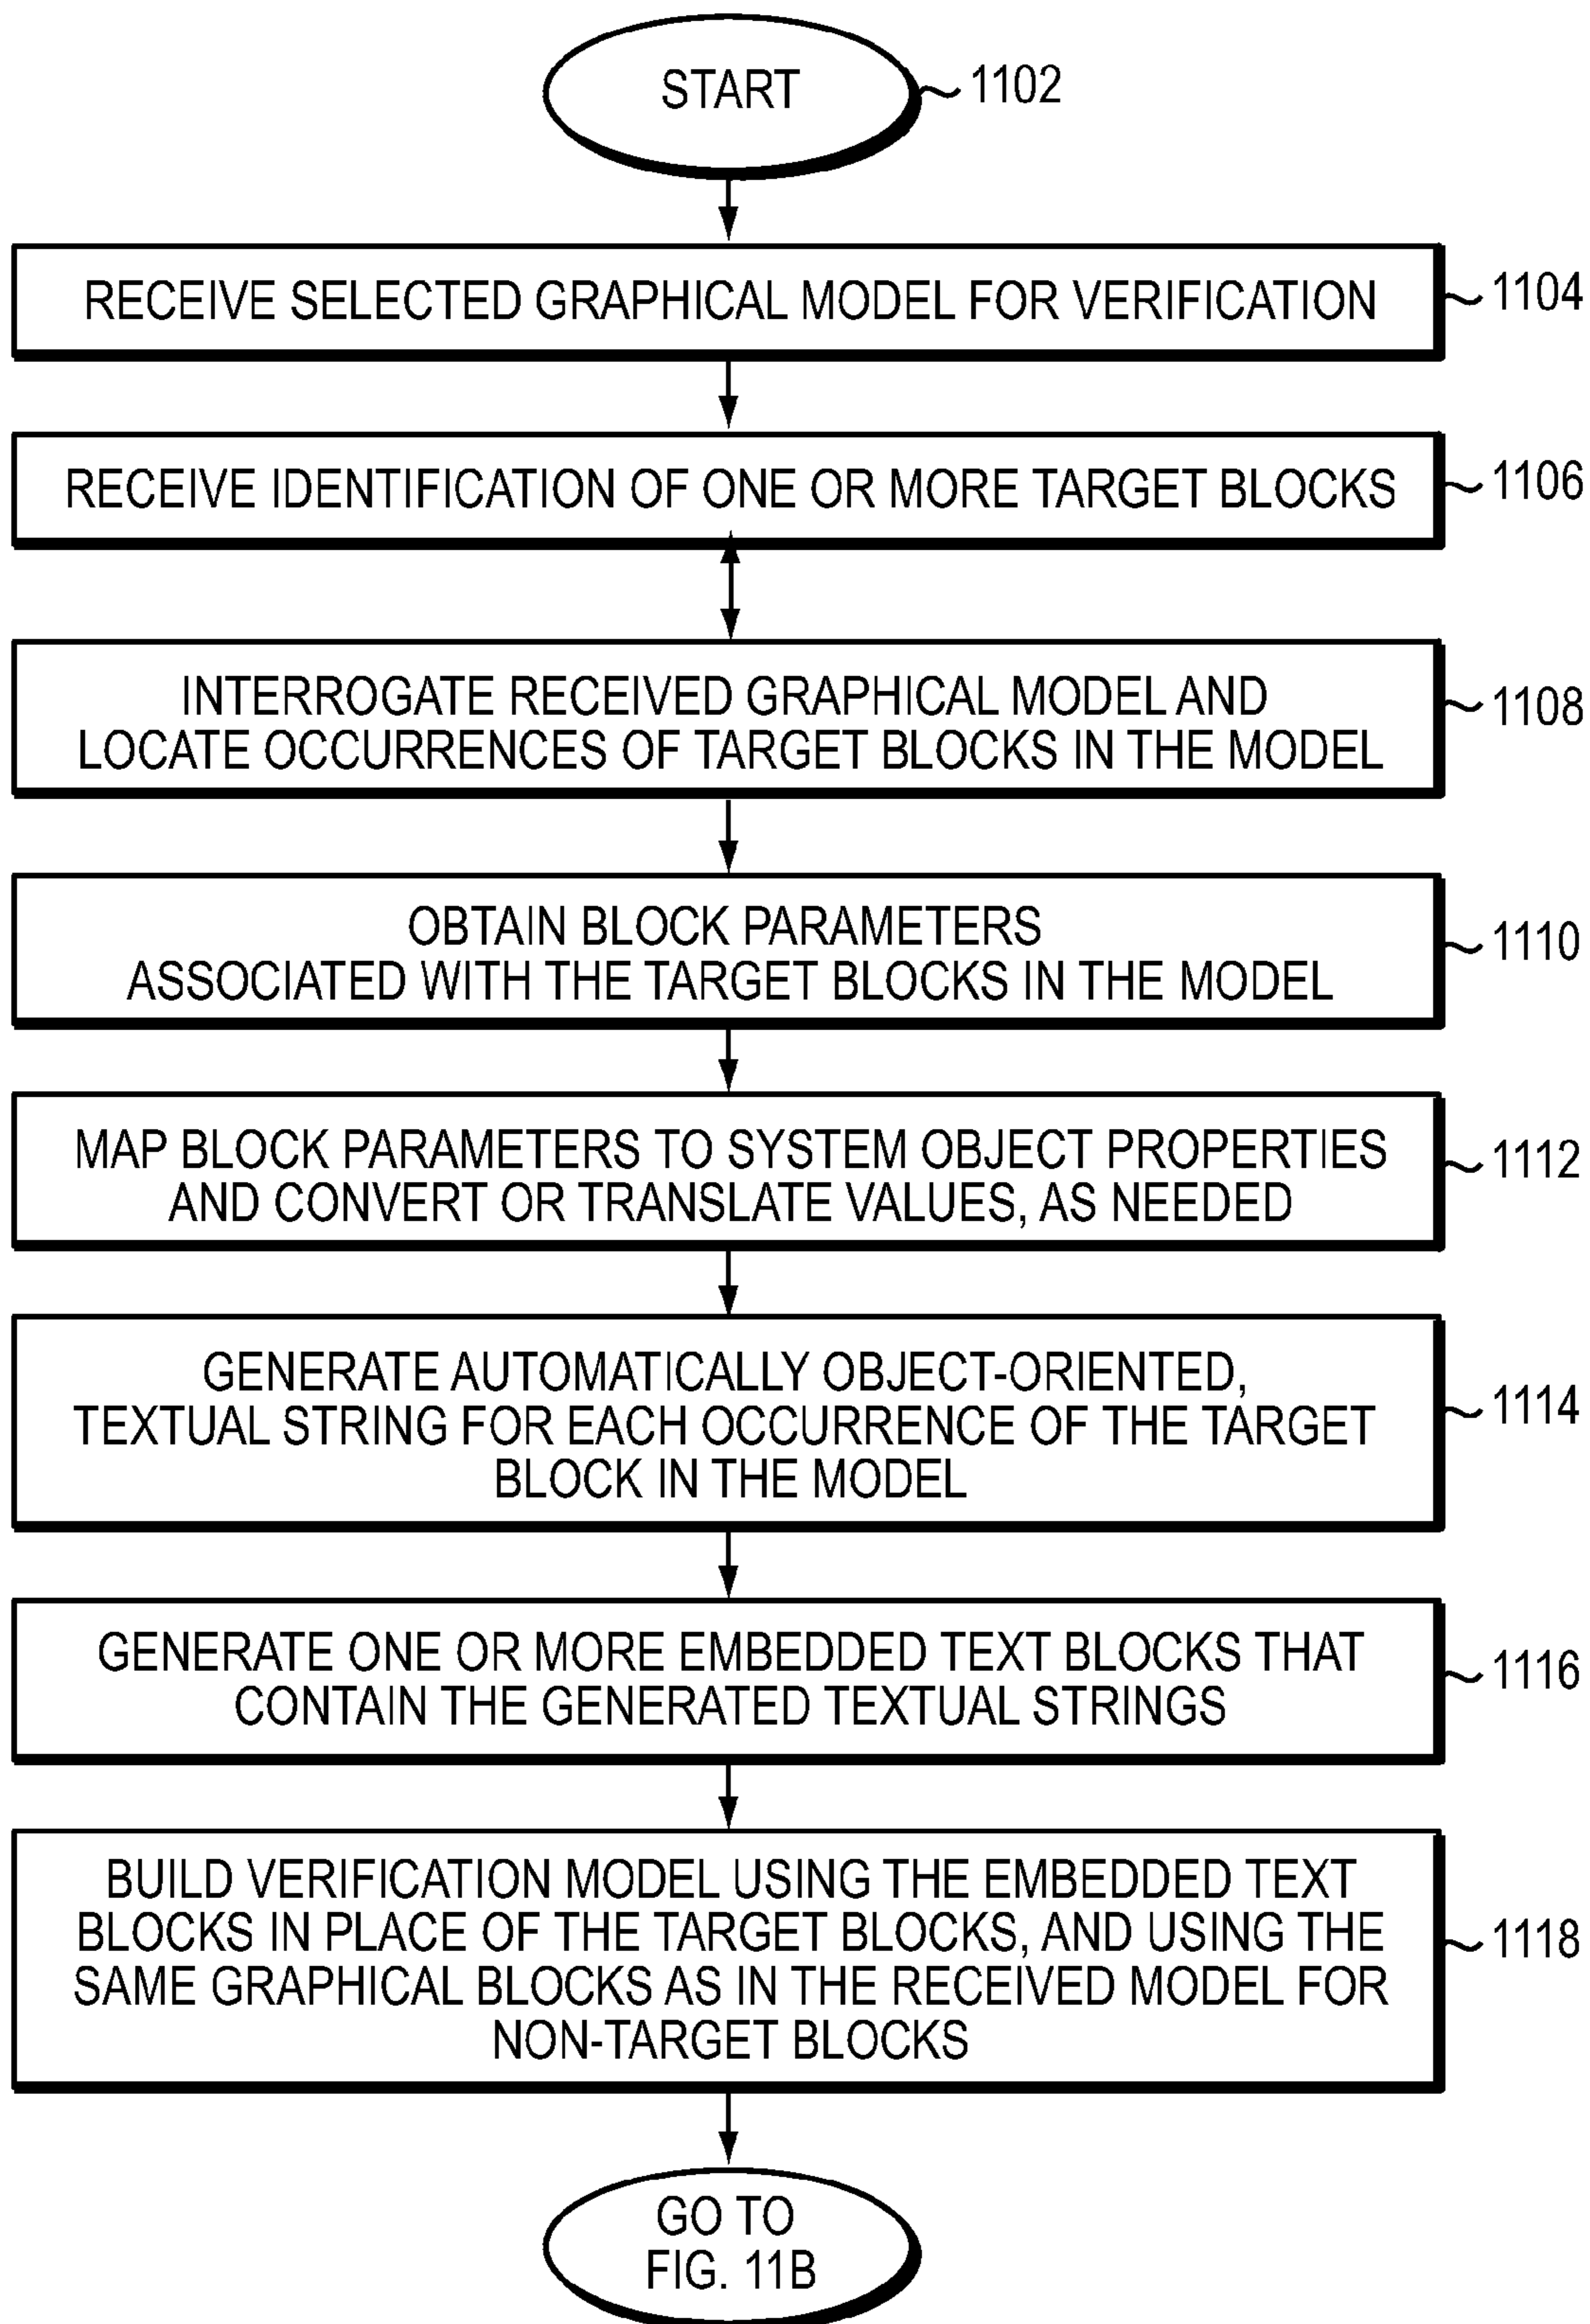 START
1102
RECEIVE SELECTED GRAPHICAL MODEL FOR VERIFICATION
1104
RECEIVE IDENTIFICATION OF ONE OR MORE TARGET BLOCKS
1106
INTERROGATE RECEIVED GRAPHICAL MODEL AND
LOCATE OCCURRENCES OF TARGET BLOCKS IN THE MODEL
1108
OBTAIN BLOCK PARAMETERS
ASSOCIATED WITH THE TARGET BLOCKS IN THE MODEL
1110
MAP BLOCK PARAMETERS TO SYSTEM OBJECT PROPERTIES
AND CONVERT OR TRANSLATE VALUES, AS NEEDED
1112
GENERATE AUTOMATICALLY OBJECT-ORIENTED,
TEXTUAL STRING FOR EACH OCCURRENCE OF THE TARGET
BLOCK IN THE MODEL
1114
GENERATE ONE OR MORE EMBEDDED TEXT BLOCKS THAT
CONTAIN THE GENERATED TEXTUAL STRINGS
1116
BUILD VERIFICATION MODEL USING THE EMBEDDED TEXT
BLOCKS IN PLACE OF THE TARGET BLOCKS, AND USING THE
SAME GRAPHICAL BLOCKS AS IN THE RECEIVED MODEL FOR
NON-TARGET BLOCKS
1118
GO TO
FIG. 11B